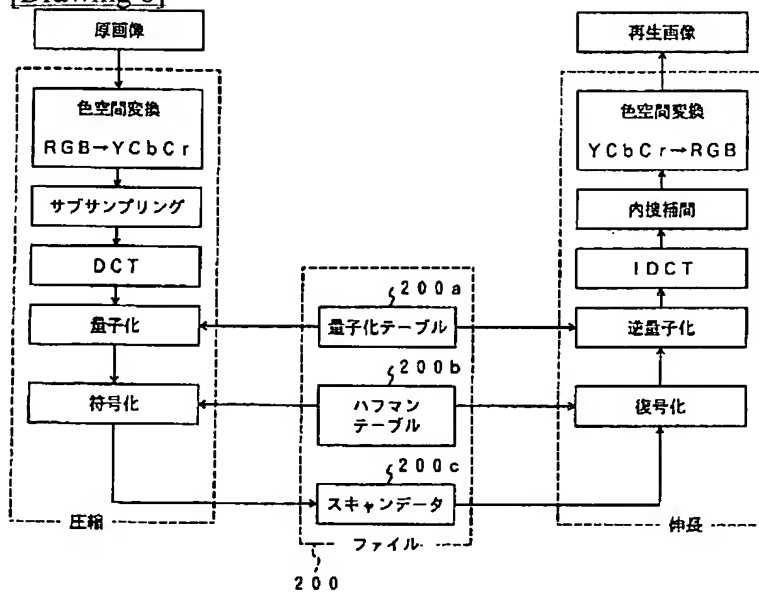 原画像
色空間変換
RGB→YCbCr
サブサンプリング
DCT
量子化
符号化
圧縮
200a
量子化テーブル
200b
ハフマン
テーブル
200c
スキャンデータ
ファイル
200
再生画像
色空間変換
YCbCr→RGB
内挿補間
IDCT
逆量子化
復号化
伸長